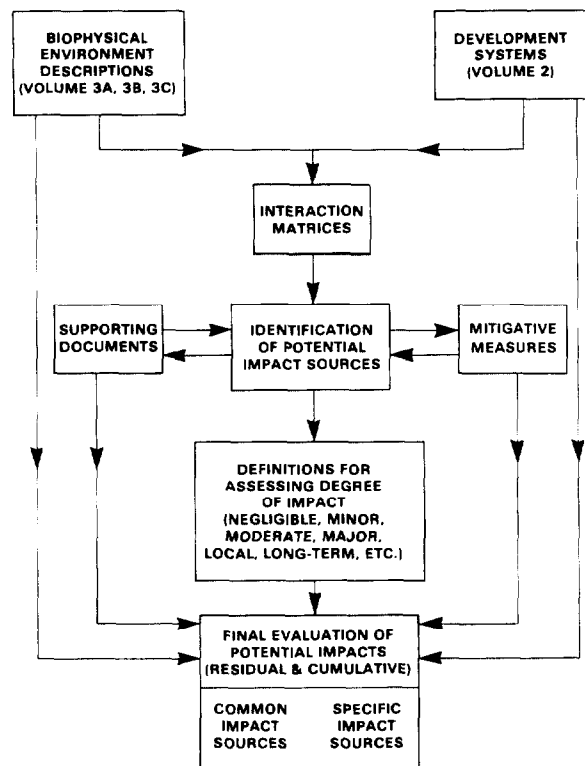 BIOPHYSICAL
ENVIRONMENT
DESCRIPTIONS
(VOLUME 3A, 3B, 3C)
DEVELOPMENT
SYSTEMS
(VOLUME 2)
INTERACTION
MATRICES
SUPPORTING
DOCUMENTS
IDENTIFICATION
OF POTENTIAL
IMPACT SOURCES
MITIGATIVE
MEASURES
DEFINITIONS FOR
ASSESSING DEGREE
OF IMPACT
(NEGLIGIBLE, MINOR,
MODERATE, MAJOR,
LOCAL, LONG-TERM, ETC.)
FINAL EVALUATION OF
POTENTIAL IMPACTS
(RESIDUAL & CUMULATIVE)
COMMON
IMPACT
SOURCES
SPECIFIC
IMPACT
SOURCES